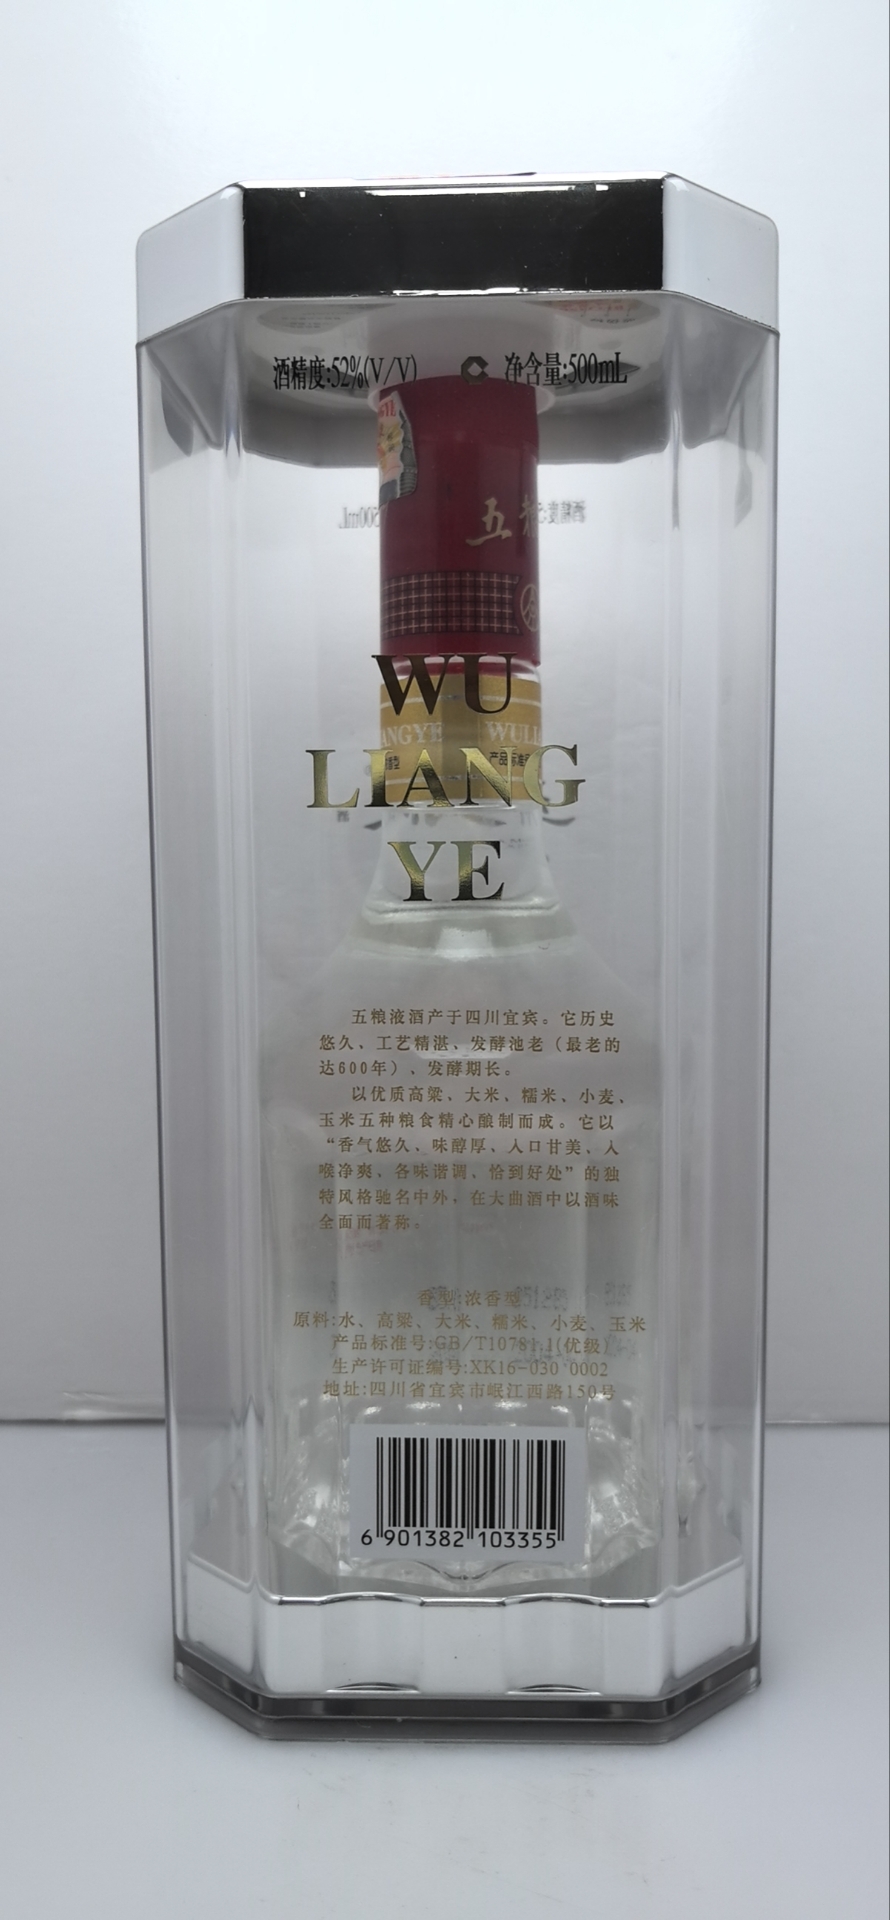 酒精度:52%(V/V) 净含量:500mL
五
WU
LIANG
YE
ANGYE WULI
产品标准
五粮液酒产于四川宜宾。它历史
悠久、工艺精湛、发酵池老（最老的
达600年）、发酵期长。
以优质高粱、大米、糯米、小麦、
玉米五种粮食精心酿制而成。它以
“香气悠久、味醇厚、入口甘美、入
喉净爽、各味谐调、恰到好处”的独
特风格驰名中外，在大曲酒中以酒味
全面而著称。
香型:浓香型
原料:水、高粱、大米、糯米、小麦、玉米
产品标准号:GB/T10781.1(优级)
生产许可证编号:XK16-030 0002
地址:四川省宜宾市岷江西路150号
6 901382 103355